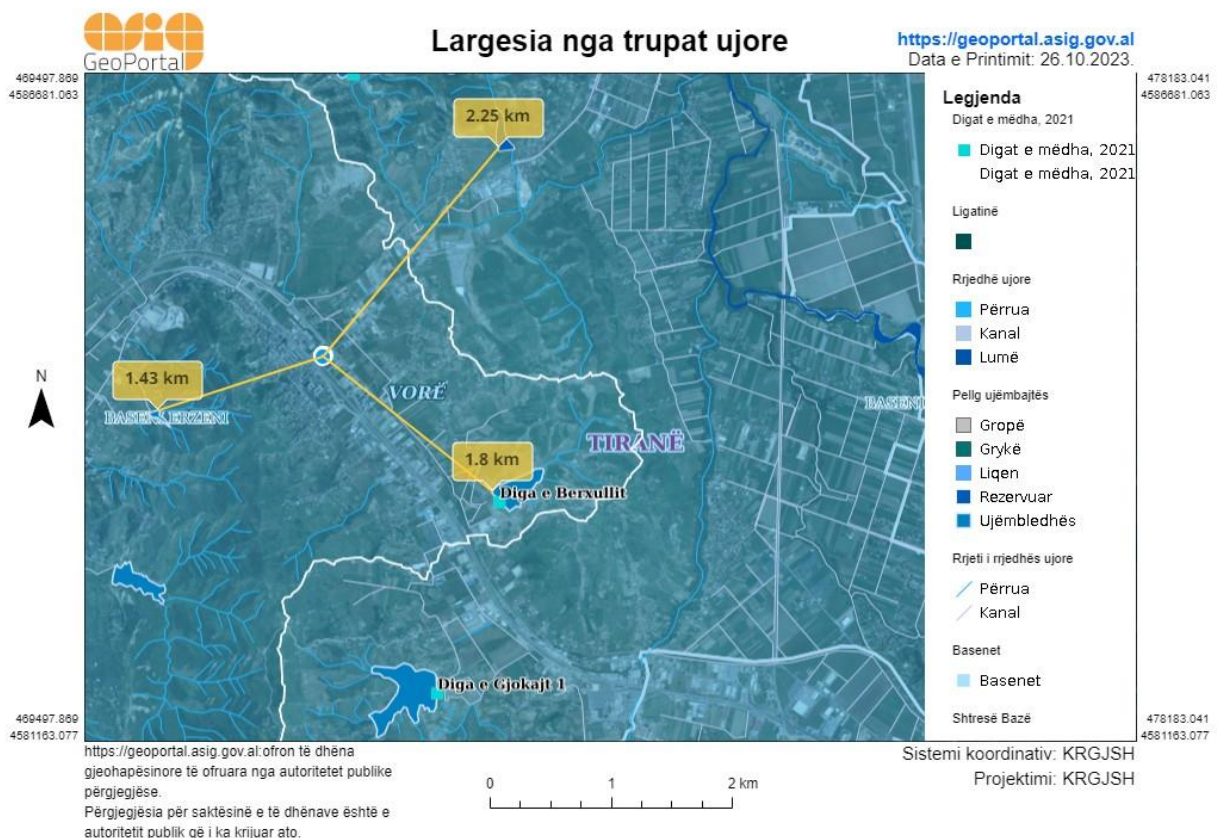 asig
GeoPortal
Largesia nga trupat ujore
https://geoportal.asig.gov.al
Data e Printimit: 26.10.2023.
469497.869
4586681.063
478183.041
4586681.063
2.25 km
1.43 km
BASENI ERZENI
VORË
1.8 km
TIRANË
BASENI
Diga e Berxullit
Diga e Gjokajt 1
N
Legjenda
Digat e mëdha, 2021
Digat e mëdha, 2021
Digat e mëdha, 2021
Ligatinë
Rrjedhë ujore
Përrua
Kanal
Lumë
Pellg ujëmbajtës
Gropë
Grykë
Liqen
Rezervuar
Ujëmbledhës
Rrjeti i rrjedhës ujore
Përrua
Kanal
Basenet
Basenet
Shtresë Bazë
469497.869
4581163.077
478183.041
4581163.077
https://geoportal.asig.gov.al:ofron të dhëna
gjeohapësinore të ofruara nga autoritetet publike
përgjegjëse.
Përgjegjësia për saktësinë e të dhënave është e
autoritetit publik që i ka krijuar ato.
0 1 2 km
Sistemi koordinativ: KRGJSH
Projektimi: KRGJSH